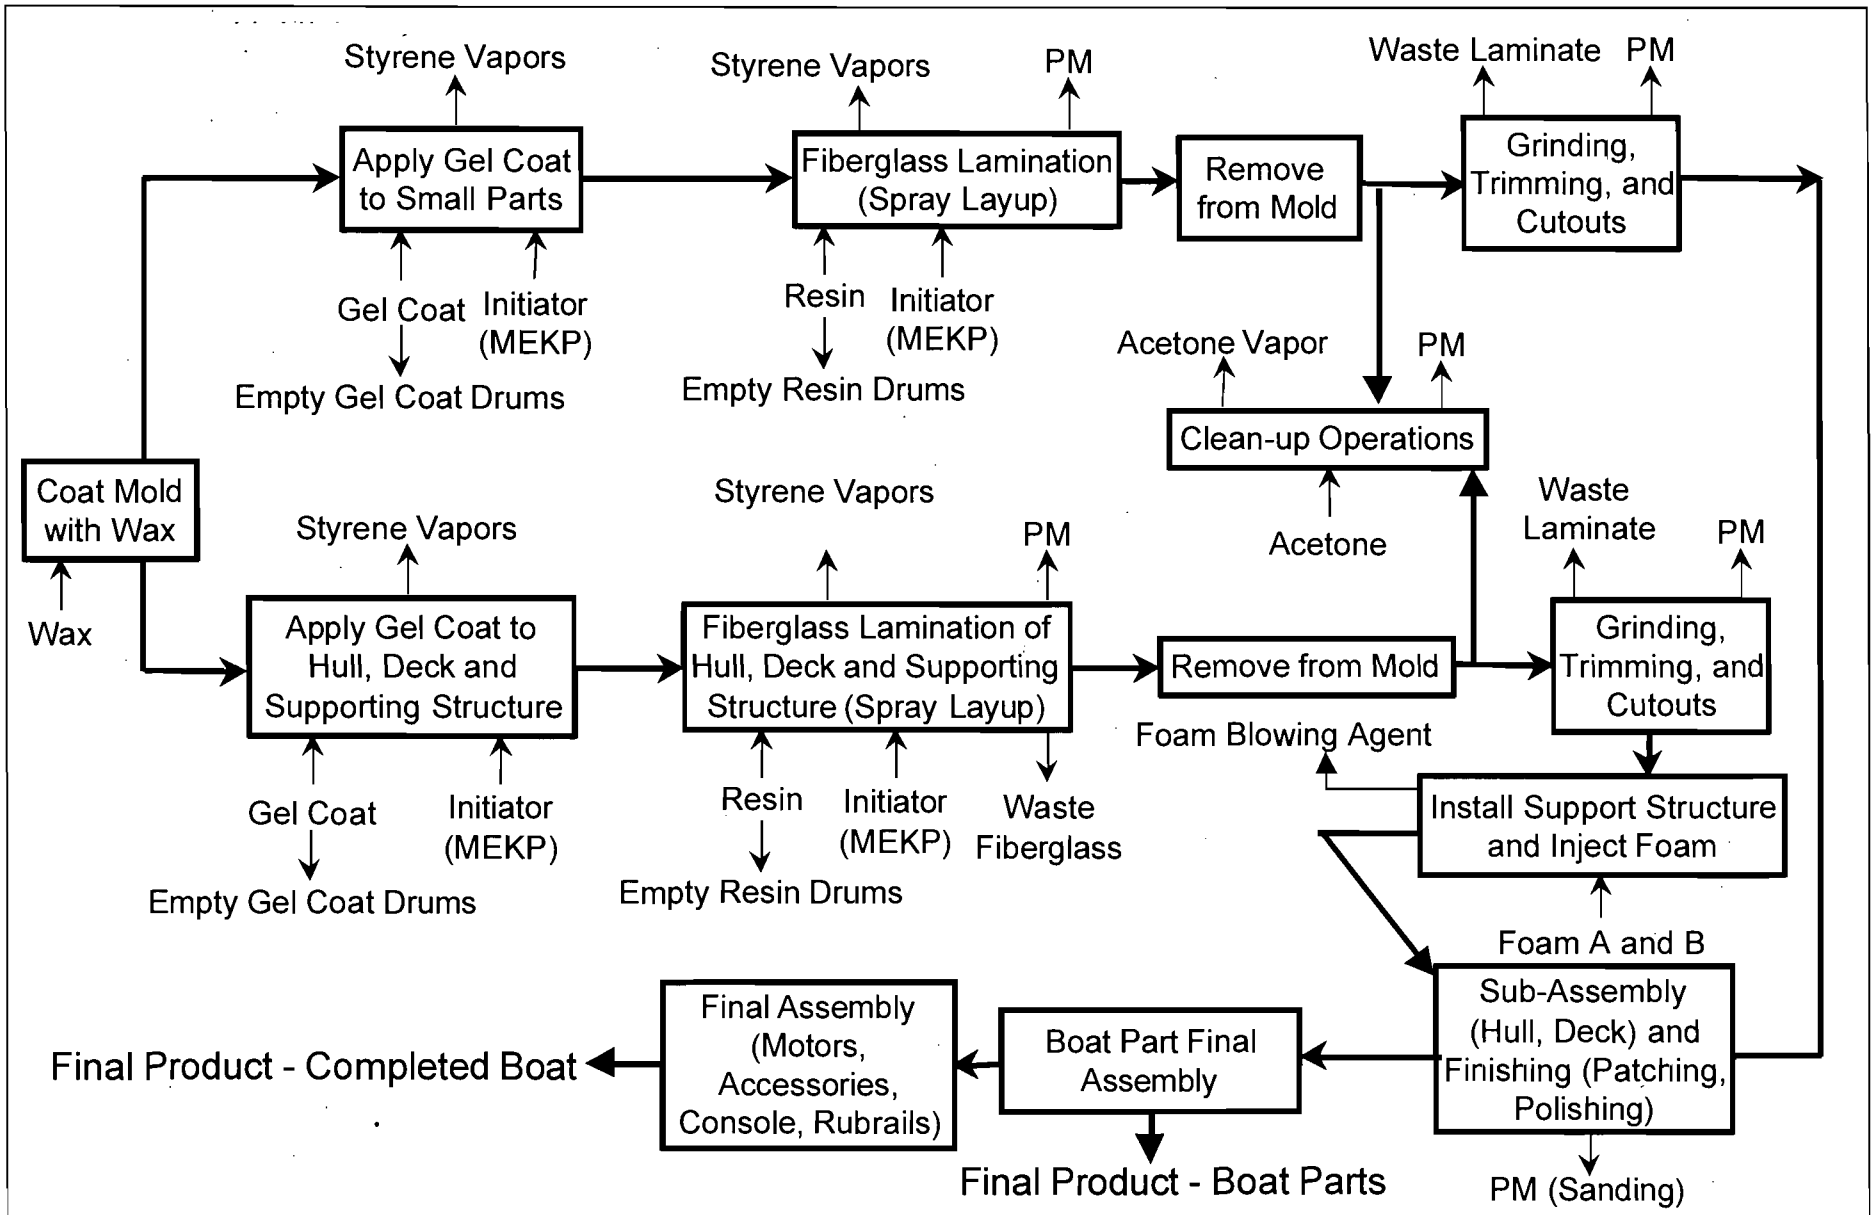 Styrene Vapors
Styrene Vapors
PM
Waste Laminate
PM
Apply Gel Coat
to Small Parts
Fiberglass Lamination
(Spray Layup)
Remove
from Mold
Grinding,
Trimming, and
Cutouts
Gel Coat
Initiator
(MEKP)
Empty Gel Coat Drums
Resin
Initiator
(MEKP)
Empty Resin Drums
Acetone Vapor
PM
Clean-up Operations
Acetone
Coat Mold
with Wax
Wax
Styrene Vapors
Styrene Vapors
PM
Waste
Laminate
PM
Apply Gel Coat to
Hull, Deck and
Supporting Structure
Fiberglass Lamination of
Hull, Deck and Supporting
Structure (Spray Layup)
Remove from Mold
Grinding,
Trimming, and
Cutouts
Gel Coat
Initiator
(MEKP)
Empty Gel Coat Drums
Resin
Initiator
(MEKP)
Waste
Fiberglass
Empty Resin Drums
Foam Blowing Agent
Install Support Structure
and Inject Foam
Foam A and B
Sub-Assembly
(Hull, Deck) and
Finishing (Patching,
Polishing)
PM (Sanding)
Boat Part Final
Assembly
Final Product - Boat Parts
Final Assembly
(Motors,
Accessories,
Console, Rubrails)
Final Product - Completed Boat